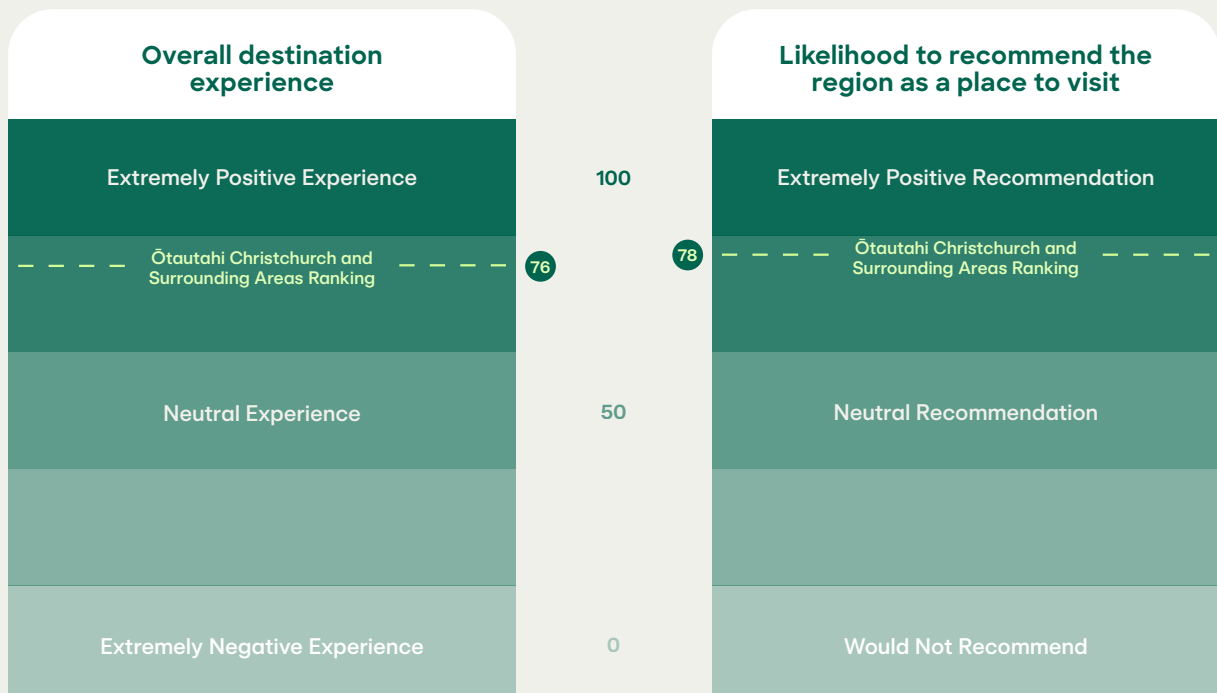 Overall destination
experience
Extremely Positive Experience
Ōtautahi Christchurch and
Surrounding Areas Ranking
76
Neutral Experience
Extremely Negative Experience
100
50
0
Likelihood to recommend the
region as a place to visit
Extremely Positive Recommendation
78
Ōtautahi Christchurch and
Surrounding Areas Ranking
Neutral Recommendation
Would Not Recommend